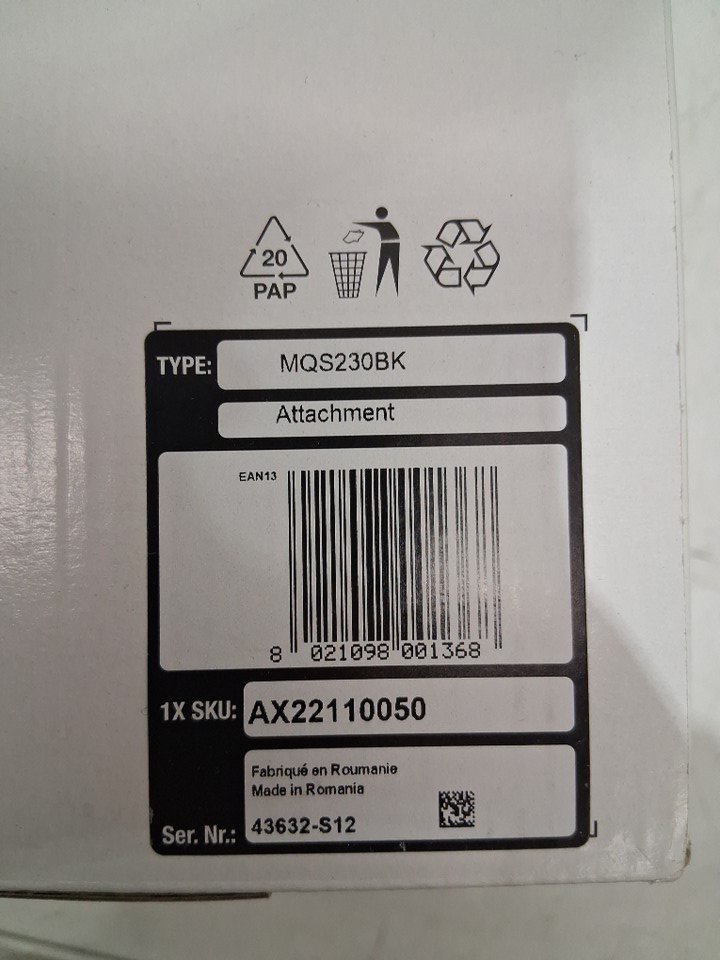 20
PAP
TYPE: MQS230BK
Attachment
EAN13
8 021098 001368
1X SKU: AX22110050
Fabriqué en Roumanie
Made in Romania
Ser. Nr.: 43632-S12